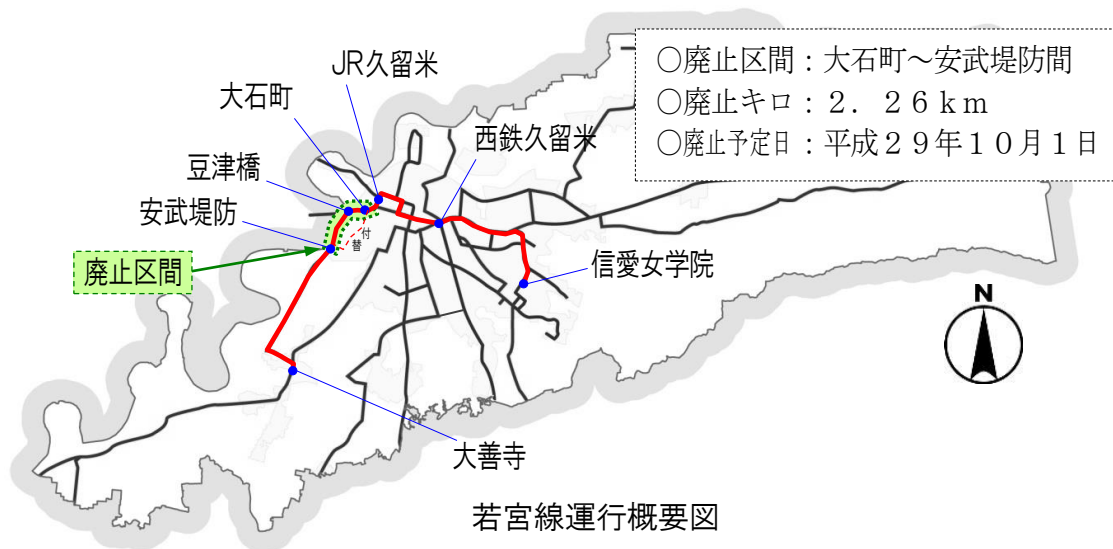 ○廃止区間：大石町～安武堤防間
○廃止キロ：２．２６ｋｍ
○廃止予定日：平成２９年１０月１日
JR久留米
大石町
西鉄久留米
豆津橋
安武堤防
付
替
廃止区間
信愛女学院
N
大善寺
若宮線運行概要図